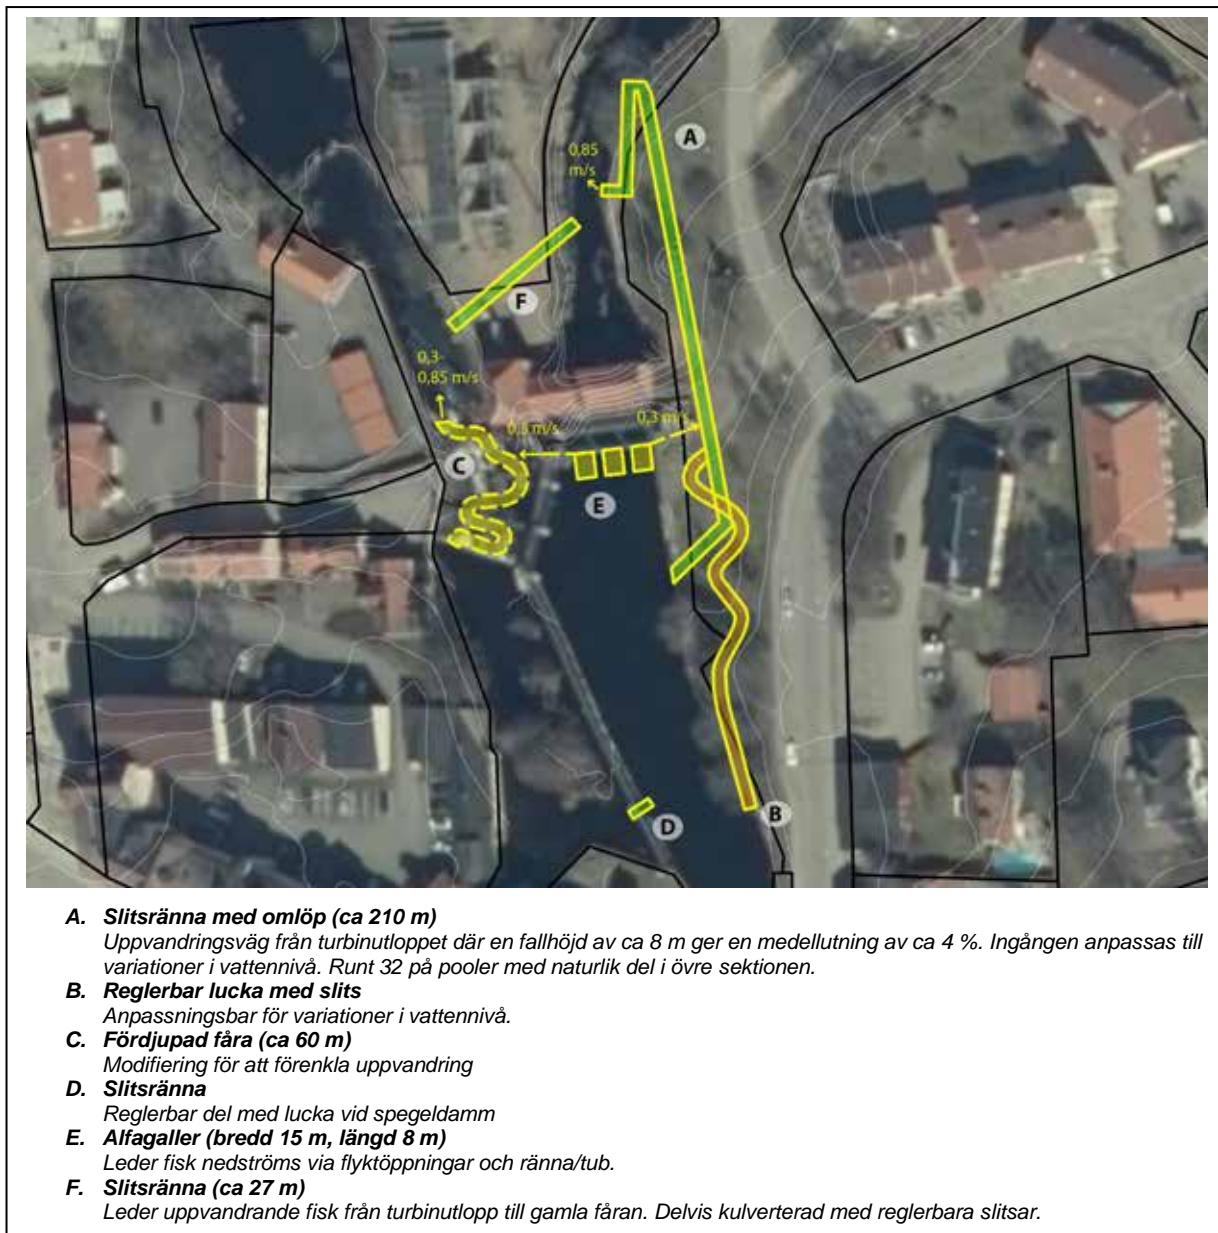 A
0,85
m/s
F
0,3-
0,85 m/s
0,3 m/s
0,3 m/s
C
E
B
D
A. Slitsränna med omlöp (ca 210 m)
Uppvandringsväg från turbinutloppet där en fallhöjd av ca 8 m ger en medellutning av ca 4 %. Ingången anpassas till
variationer i vattennivå. Runt 32 på pooler med naturlik del i övre sektionen.
B. Reglerbar lucka med slits
Anpassningsbar för variationer i vattennivå.
C. Fördjupad fåra (ca 60 m)
Modifiering för att förenkla uppvandring
D. Slitsränna
Reglerbar del med lucka vid spegeldamm
E. Alfagaller (bredd 15 m, längd 8 m)
Leder fisk nedströms via flyktöppningar och ränna/tub.
F. Slitsränna (ca 27 m)
Leder uppvandrande fisk från turbinutlopp till gamla fåran. Delvis kulverterad med reglerbara slitsar.